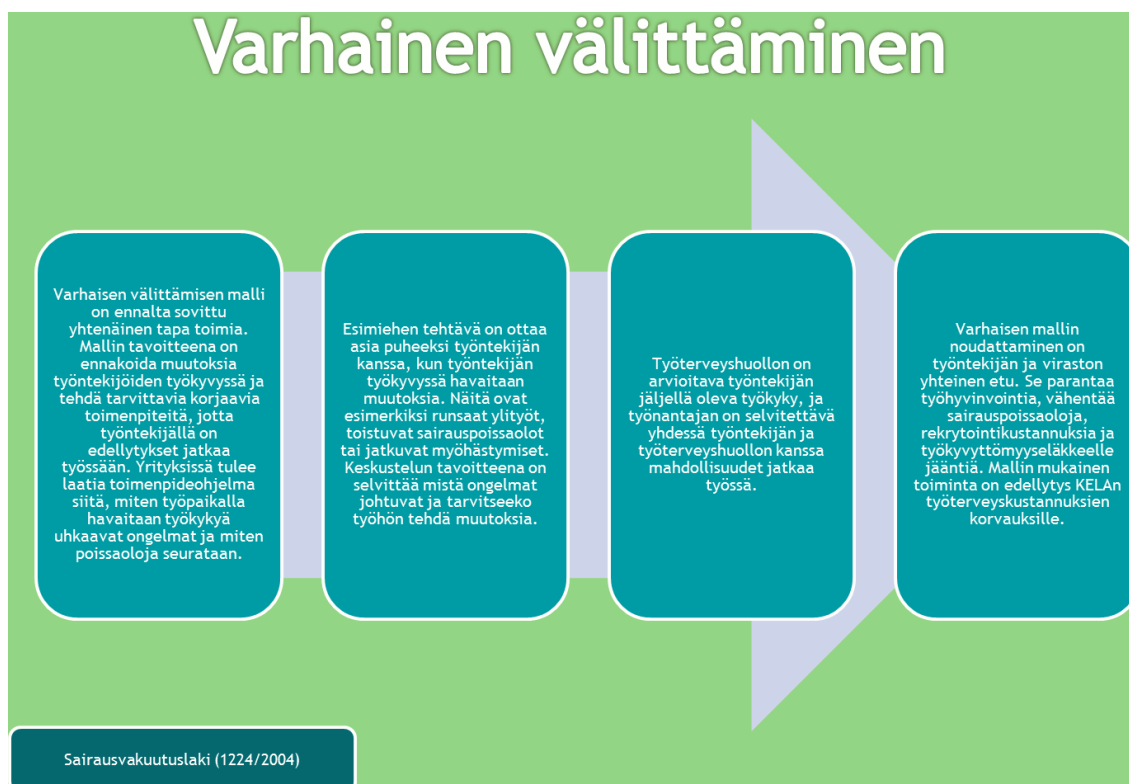 Varhainen välittäminen
Varhaisen välittämisen malli
on ennalta sovittu
yhtenäinen tapa toimia.
Mallin tavoitteena on
ennakoida muutoksia
työntekijöiden työkyvyssä ja
tehdä tarvittavia korjaavia
toimenpiteitä, jotta
työntekijällä on
edellytykset jatkaa
työssään. Yrityksissä tulee
laatia toimenpideohjelma
siitä, miten työpaikalla
havaitaan työkykyä
uhkaavat ongelmat ja miten
poissaoloja seurataan.
Esimiehen tehtävä on ottaa
asia puheeksi työntekijän
kanssa, kun työntekijän
työkyvyssä havaitaan
muutoksia. Näitä ovat
esimerkiksi runsaat ylityöt,
toistuvat sairauspoissaolot
tai jatkuvat myöhästymiset.
Keskustelun tavoitteena on
selvittää mistä ongelmat
johtuvat ja tarvitseeko
työhön tehdä muutoksia.
Työterveyshuollon on
arvioitava työntekijän
jäljellä oleva työkyky, ja
työnantajan on selvitettävä
yhdessä työntekijän ja
työterveyshuollon kanssa
mahdollisuudet jatkaa
työssä.
Varhaisen mallin
noudattaminen on
työntekijän ja viraston
yhteinen etu. Se parantaa
työhyvinvointia, vähentää
sairauspoissaoloja,
rekrytointikustannuksia ja
työkyvyttömyyseläkkeelle
jääntiä. Mallin mukainen
toiminta on edellytys KELAn
työterveyskustannuksien
korvauksille.
Sairausvakuutuslaki (1224/2004)